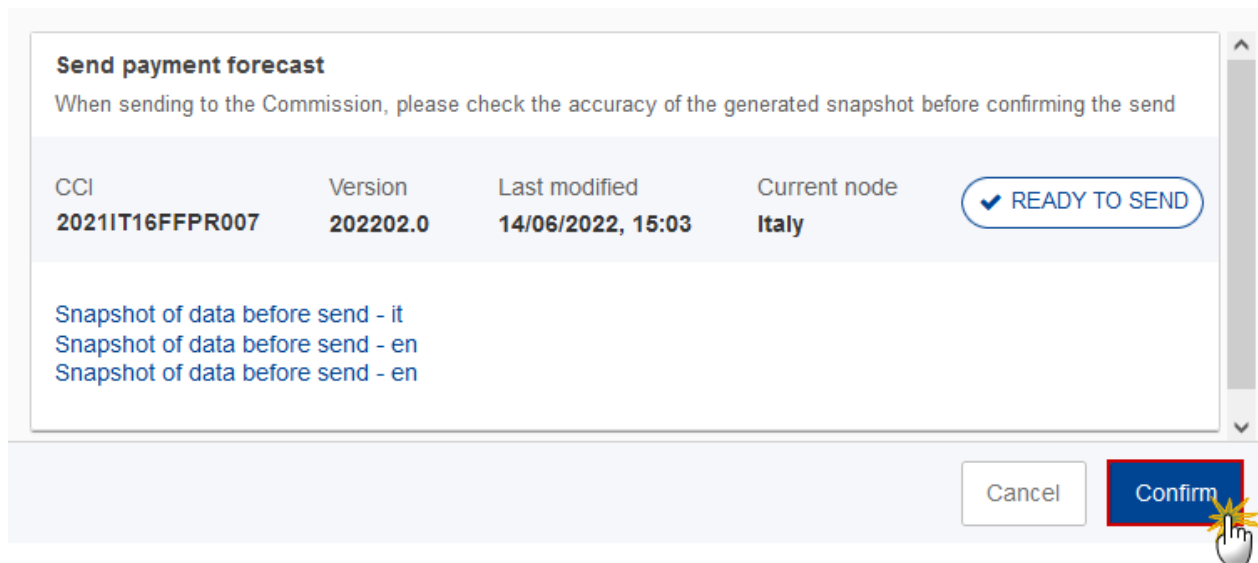 Send payment forecast
When sending to the Commission, please check the accuracy of the generated snapshot before confirming the send
CCI Version Last modified Current node
2021IT16FFPR007 202202.0 14/06/2022, 15:03 Italy READY TO SEND
Snapshot of data before send - it
Snapshot of data before send - en
Snapshot of data before send - en
Cancel Confirm